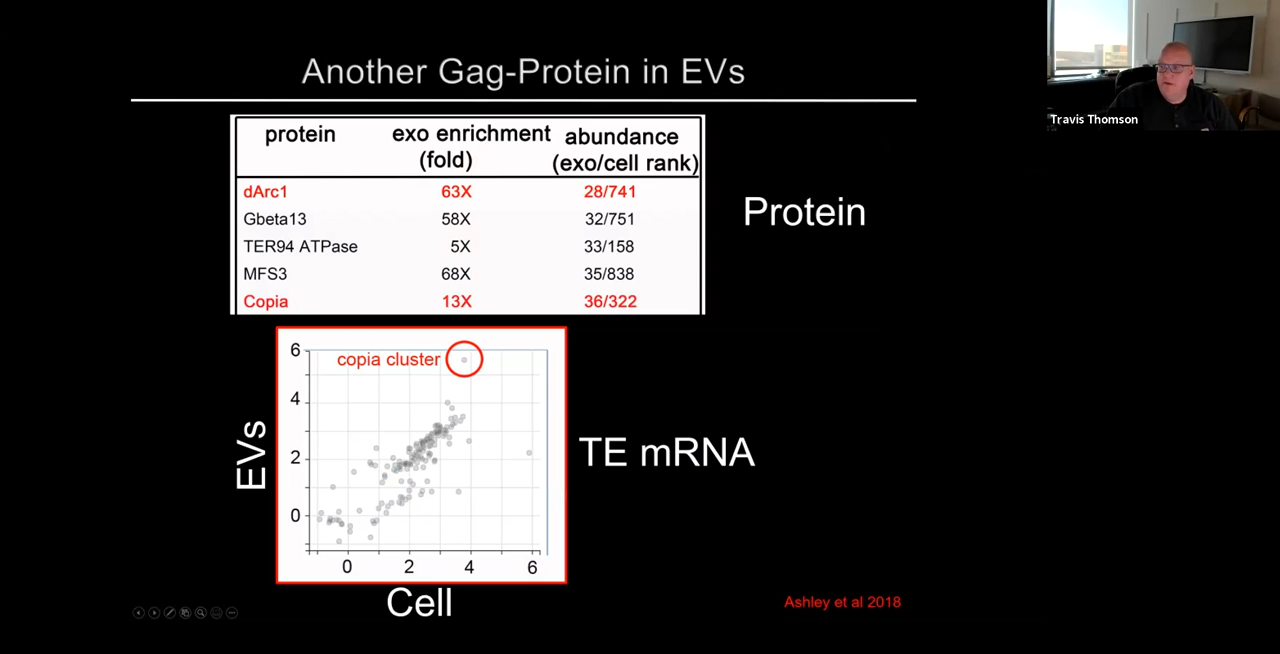 Another Gag-Protein in EVs
protein exo enrichment (fold) abundance (exo/cell rank)
dArc1 63X 28/741
Gbeta13 58X 32/751
TER94 ATPase 5X 33/158
MFS3 68X 35/838
Copia 13X 36/322
Protein
copia cluster
6
4
2
0
EVs
0 2 4 6
Cell
TE mRNA
Ashley et al 2018
Travis Thomson